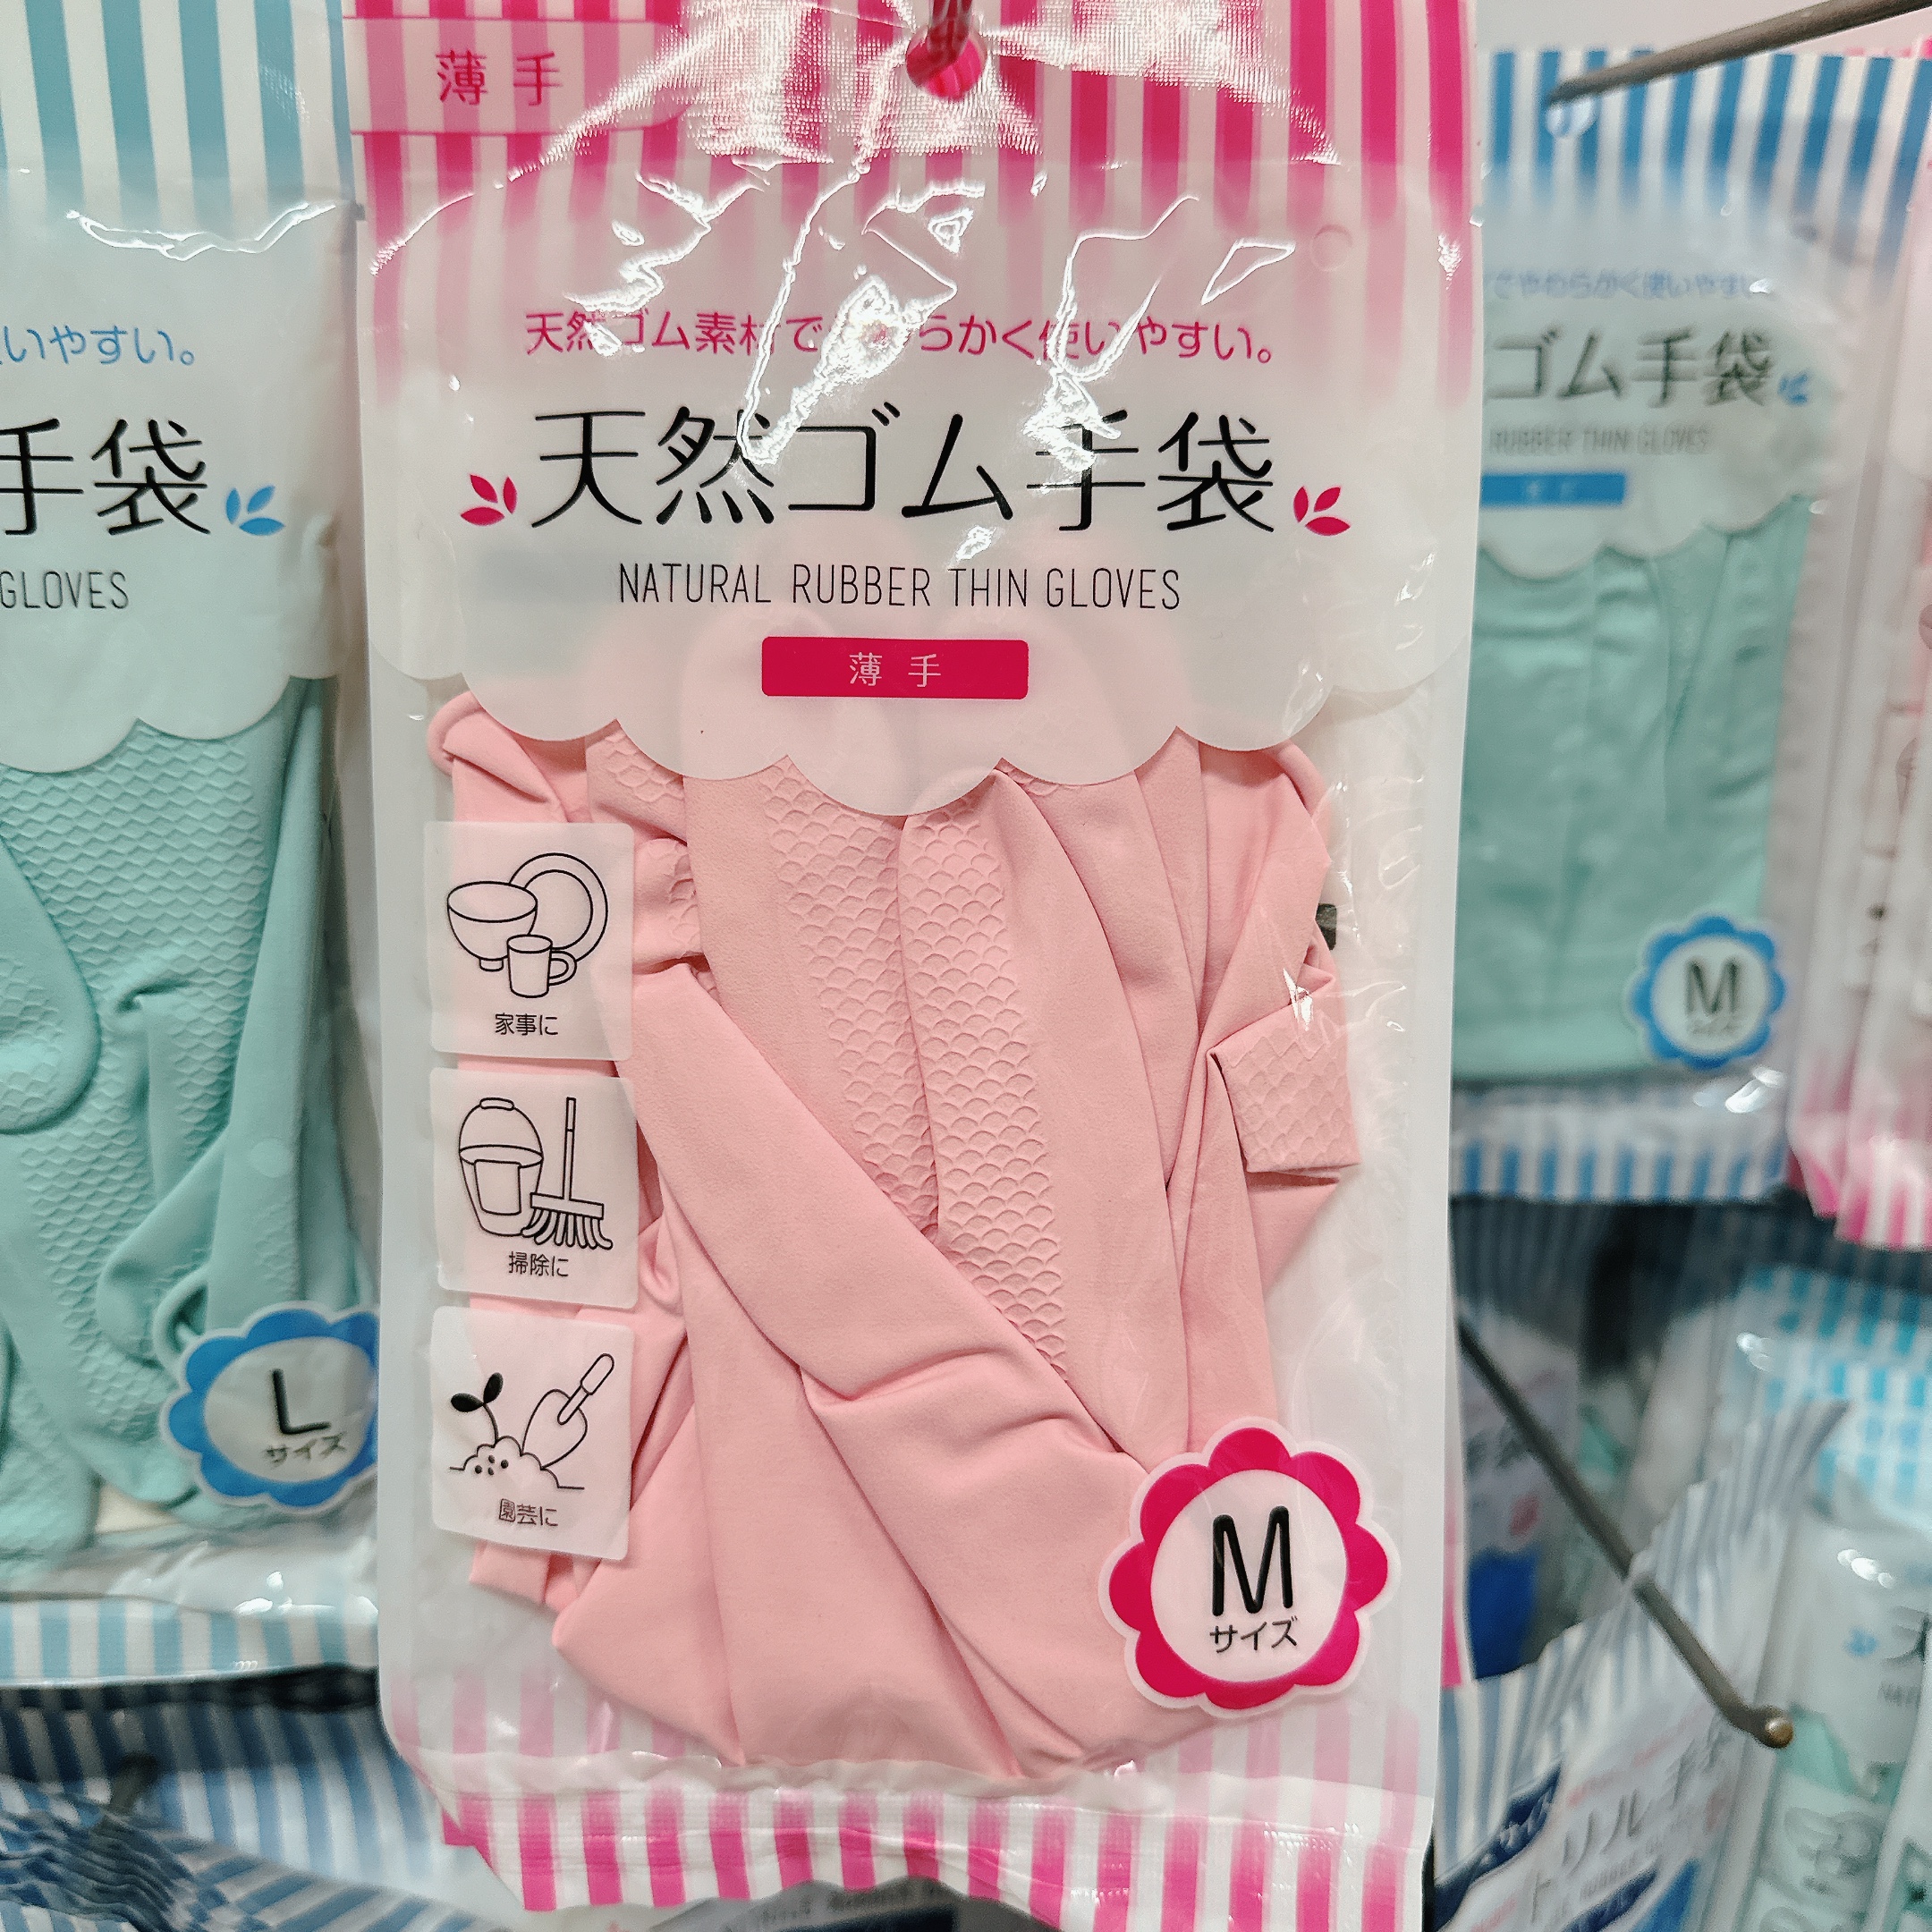 薄手
天然ゴム素材で らかく使いやすい。
天然ゴム手袋
NATURAL RUBBER THIN GLOVES
薄手
家事に
掃除に
園芸に
M
サイズ
いやすい。
手袋
GLOVES
L
サイズ
でやわらかく使いやすい。
ゴム手袋
RUBBER THIN GLOVES
M
サイズ